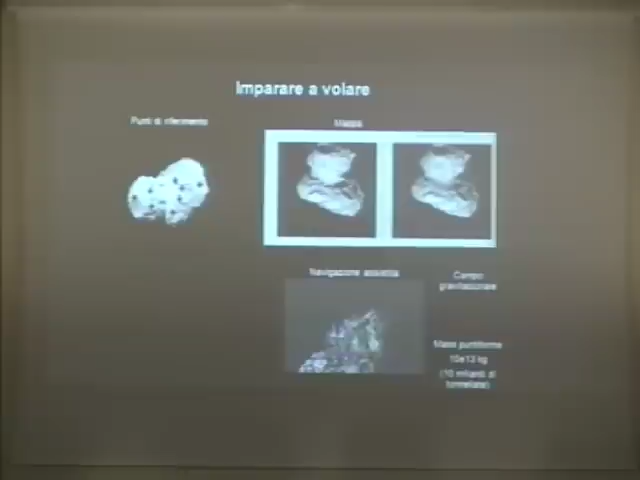 Imparare a volare
Punti di riferimento
Mappa
Navigazione assistita
Campo
gravitazionale
Massa puntiforme
10e13 kg
(10 miliardi di
tonnellate)